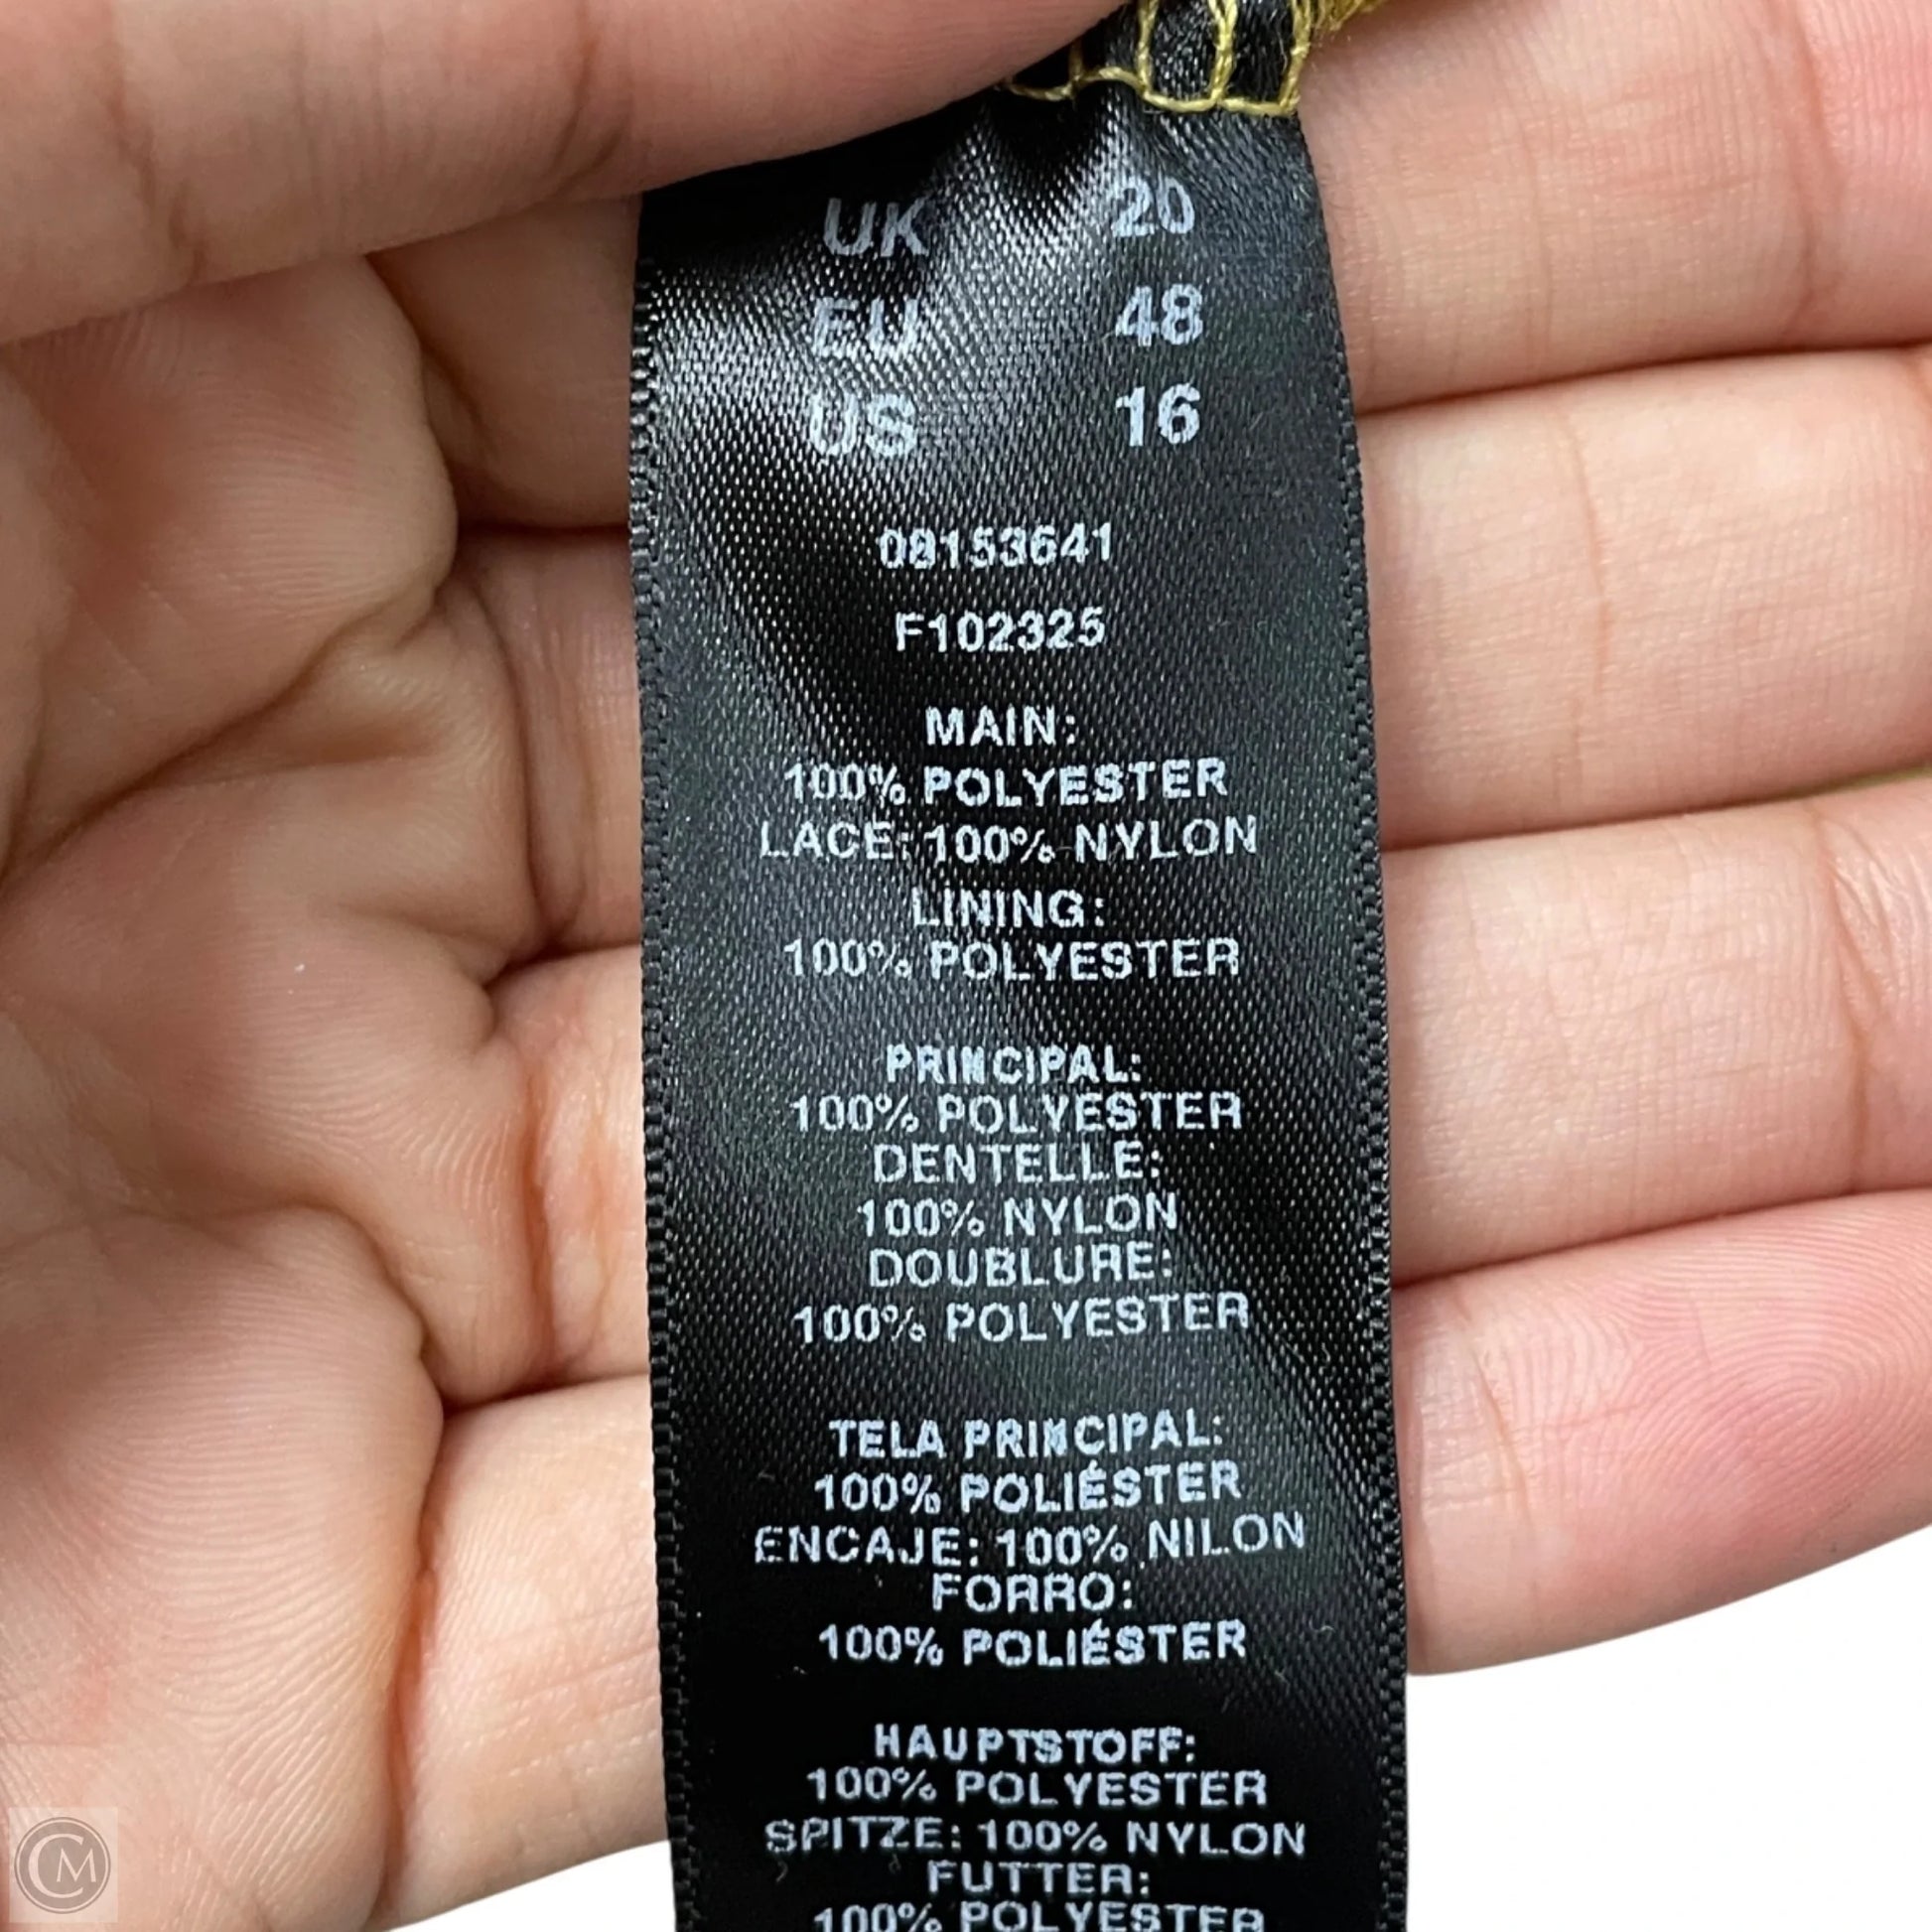 UK 20
EU 48
US 16
08153641
F102325
MAIN:
100% POLYESTER
LACE: 100% NYLON
LINING:
100% POLYESTER
PRINCIPAL:
100% POLYESTER
DENTELLE:
100% NYLON
DOUBLURE:
100% POLYESTER
TELA PRINCIPAL:
100% POLIÉSTER
ENCAJE: 100% NILON
FORRO:
100% POLIÉSTER
HAUPTSTOFF:
100% POLYESTER
SPITZE: 100% NYLON
FUTTER:
100% POLYESTER
CM